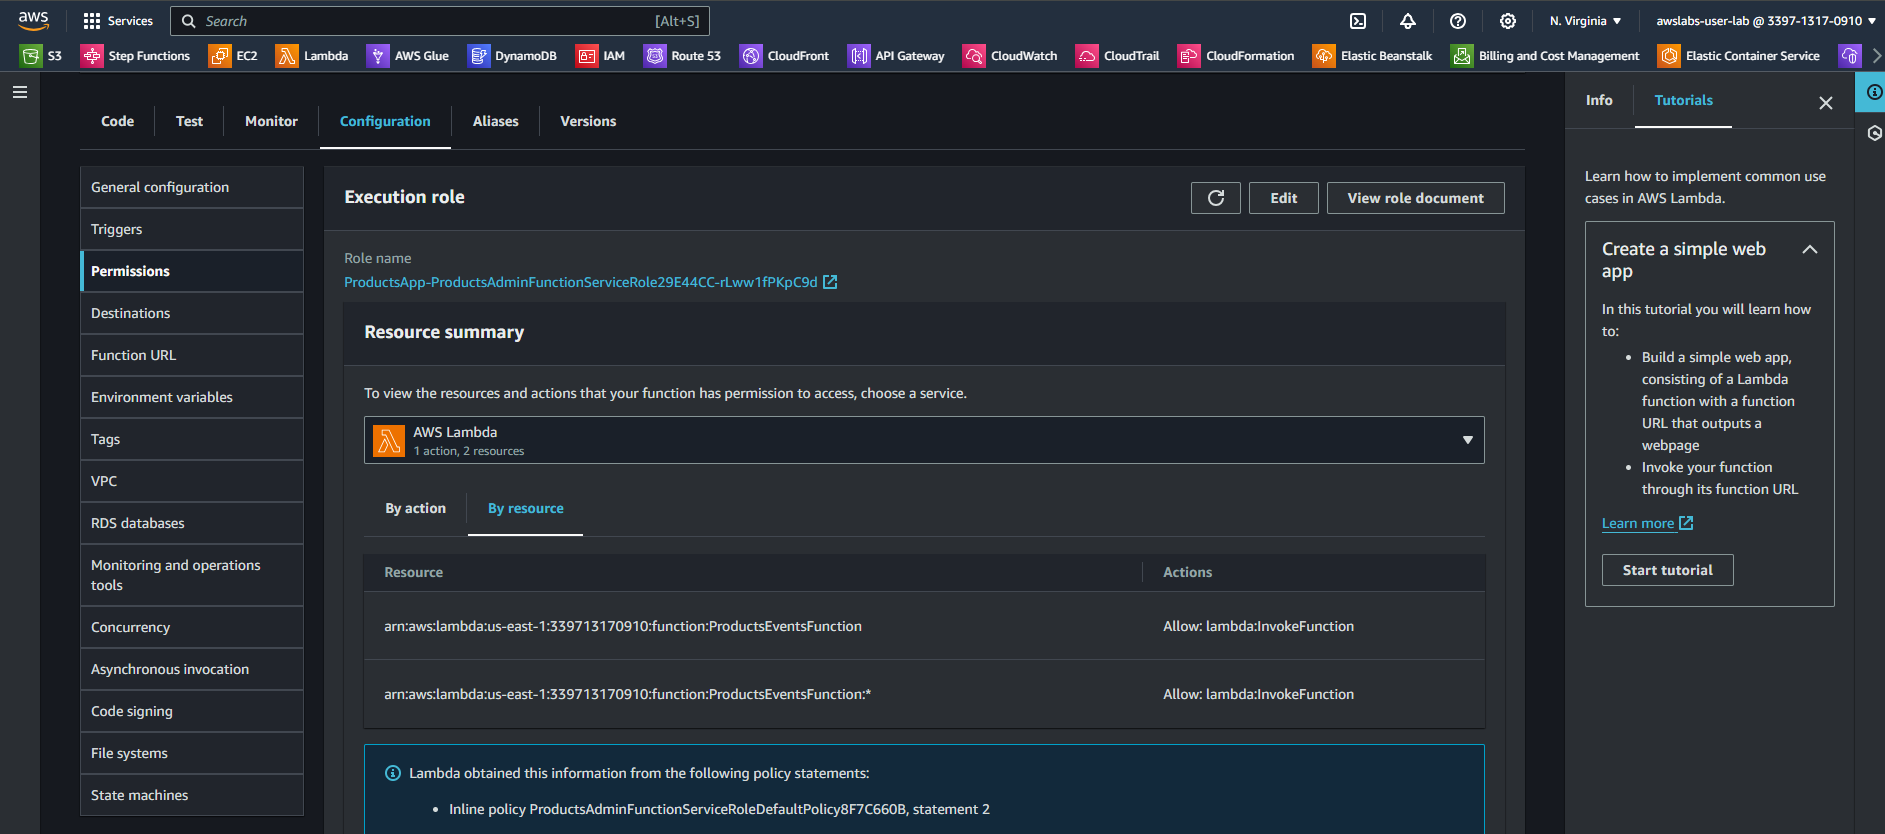 aws
Services
Search
[Alt+S]
N. Virginia
awslabs-user-lab @ 3397-1317-0910
S3
Step Functions
EC2
Lambda
AWS Glue
DynamoDB
IAM
Route 53
CloudFront
API Gateway
CloudWatch
CloudTrail
CloudFormation
Elastic Beanstalk
Billing and Cost Management
Elastic Container Service
Code
Test
Monitor
Configuration
Aliases
Versions
General configuration
Triggers
Permissions
Destinations
Function URL
Environment variables
Tags
VPC
RDS databases
Monitoring and operations
tools
Concurrency
Asynchronous invocation
Code signing
File systems
State machines
Execution role
Edit
View role document
Role name
ProductsApp-ProductsAdminFunctionServiceRole29E44CC-rLww1fPKpC9d
Resource summary
To view the resources and actions that your function has permission to access, choose a service.
AWS Lambda
1 action, 2 resources
By action
By resource
Resource
Actions
arn:aws:lambda:us-east-1:339713170910:function:ProductsEventsFunction
Allow: lambda:InvokeFunction
arn:aws:lambda:us-east-1:339713170910:function:ProductsEventsFunction:*
Allow: lambda:InvokeFunction
Lambda obtained this information from the following policy statements:
• Inline policy ProductsAdminFunctionServiceRoleDefaultPolicy8F7C660B, statement 2
Info
Tutorials
Learn how to implement common use
cases in AWS Lambda.
Create a simple web
app
In this tutorial you will learn how
to:
• Build a simple web app,
consisting of a Lambda
function with a function
URL that outputs a
webpage
• Invoke your function
through its function URL
Learn more
Start tutorial